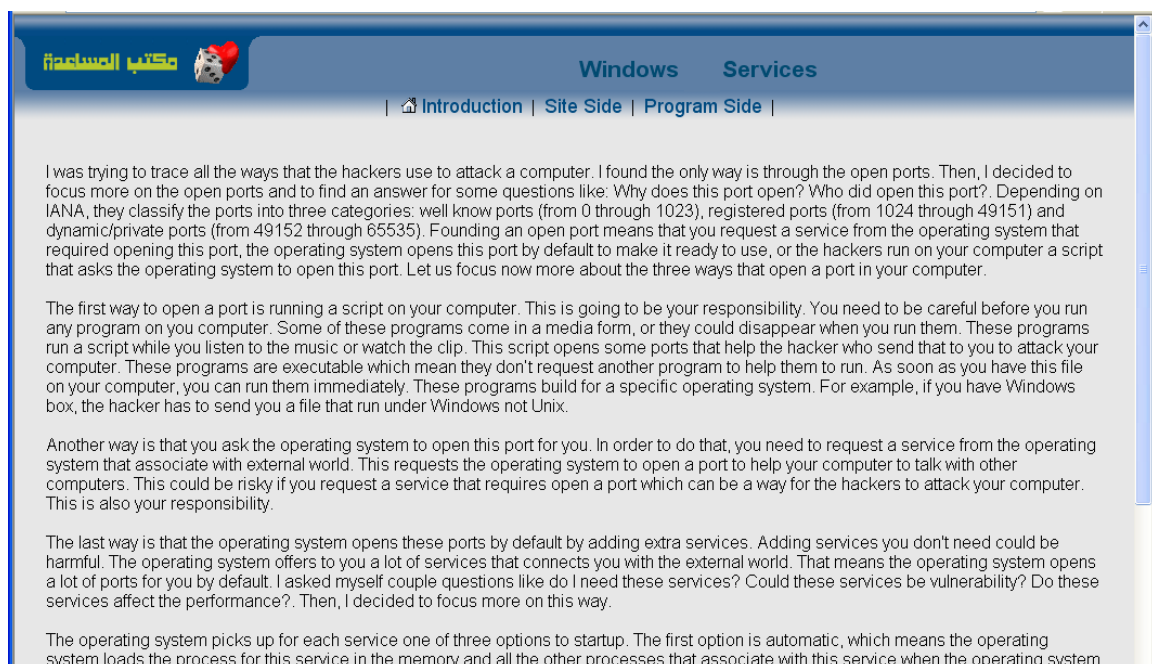 مكتب المساعدة
Windows Services
| Introduction | Site Side | Program Side |
I was trying to trace all the ways that the hackers use to attack a computer. I found the only way is through the open ports. Then, I decided to
focus more on the open ports and to find an answer for some questions like: Why does this port open? Who did open this port?. Depending on
IANA, they classify the ports into three categories: well know ports (from 0 through 1023), registered ports (from 1024 through 49151) and
dynamic/private ports (from 49152 through 65535). Founding an open port means that you request a service from the operating system that
required opening this port, the operating system opens this port by default to make it ready to use, or the hackers run on your computer a script
that asks the operating system to open this port. Let us focus now more about the three ways that open a port in your computer.
The first way to open a port is running a script on your computer. This is going to be your responsibility. You need to be careful before you run
any program on you computer. Some of these programs come in a media form, or they could disappear when you run them. These programs
run a script while you listen to the music or watch the clip. This script opens some ports that help the hacker who send that to you to attack your
computer. These programs are executable which mean they don't request another program to help them to run. As soon as you have this file
on your computer, you can run them immediately. These programs build for a specific operating system. For example, if you have Windows
box, the hacker has to send you a file that run under Windows not Unix.
Another way is that you ask the operating system to open this port for you. In order to do that, you need to request a service from the operating
system that associate with external world. This requests the operating system to open a port to help your computer to talk with other
computers. This could be risky if you request a service that requires open a port which can be a way for the hackers to attack your computer.
This is also your responsibility.
The last way is that the operating system opens these ports by default by adding extra services. Adding services you don't need could be
harmful. The operating system offers to you a lot of services that connects you with the external world. That means the operating system opens
a lot of ports for you by default. I asked myself couple questions like do I need these services? Could these services be vulnerability? Do these
services affect the performance?. Then, I decided to focus more on this way.
The operating system picks up for each service one of three options to startup. The first option is automatic, which means the operating
system loads the process for this service in the memory and all the other processes that associate with this service when the operating system